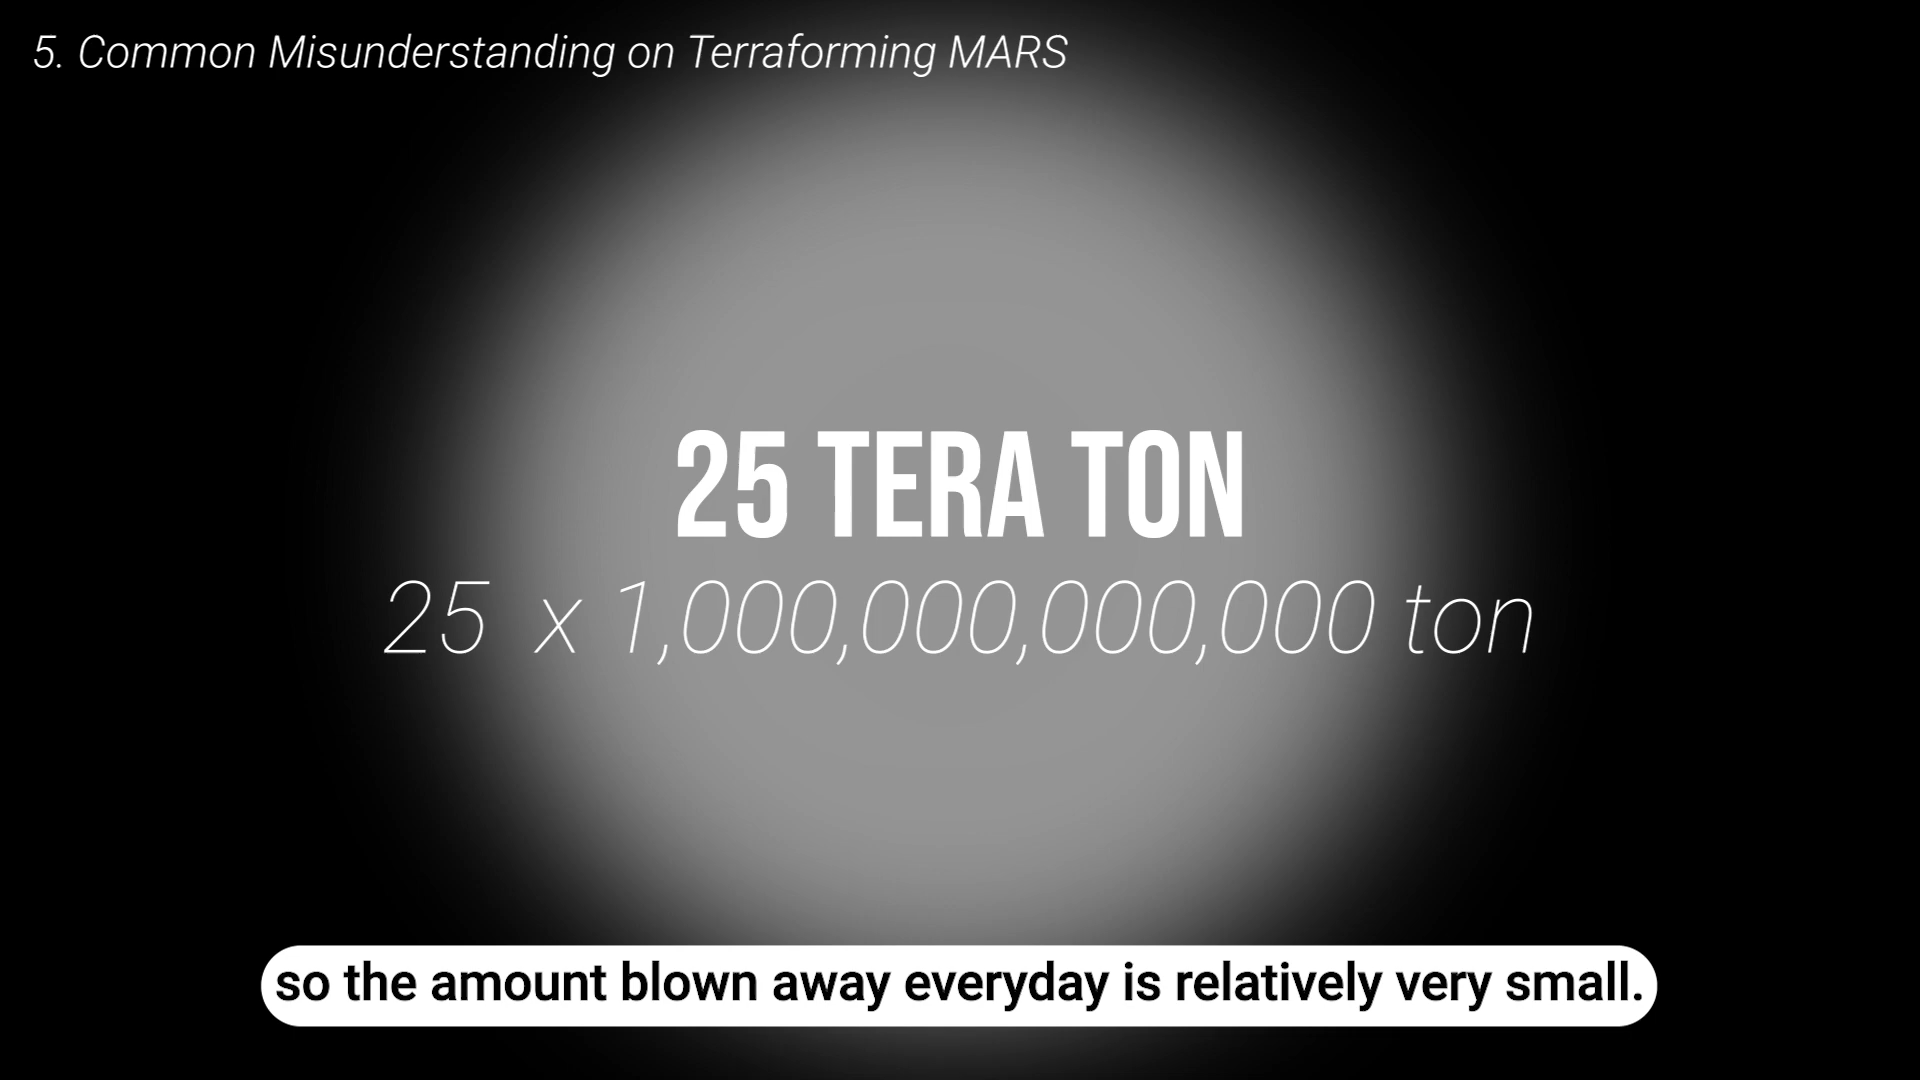 5. Common Misunderstanding on Terraforming MARS
25 TERA TON
25 x 1,000,000,000,000 ton
so the amount blown away everyday is relatively very small.